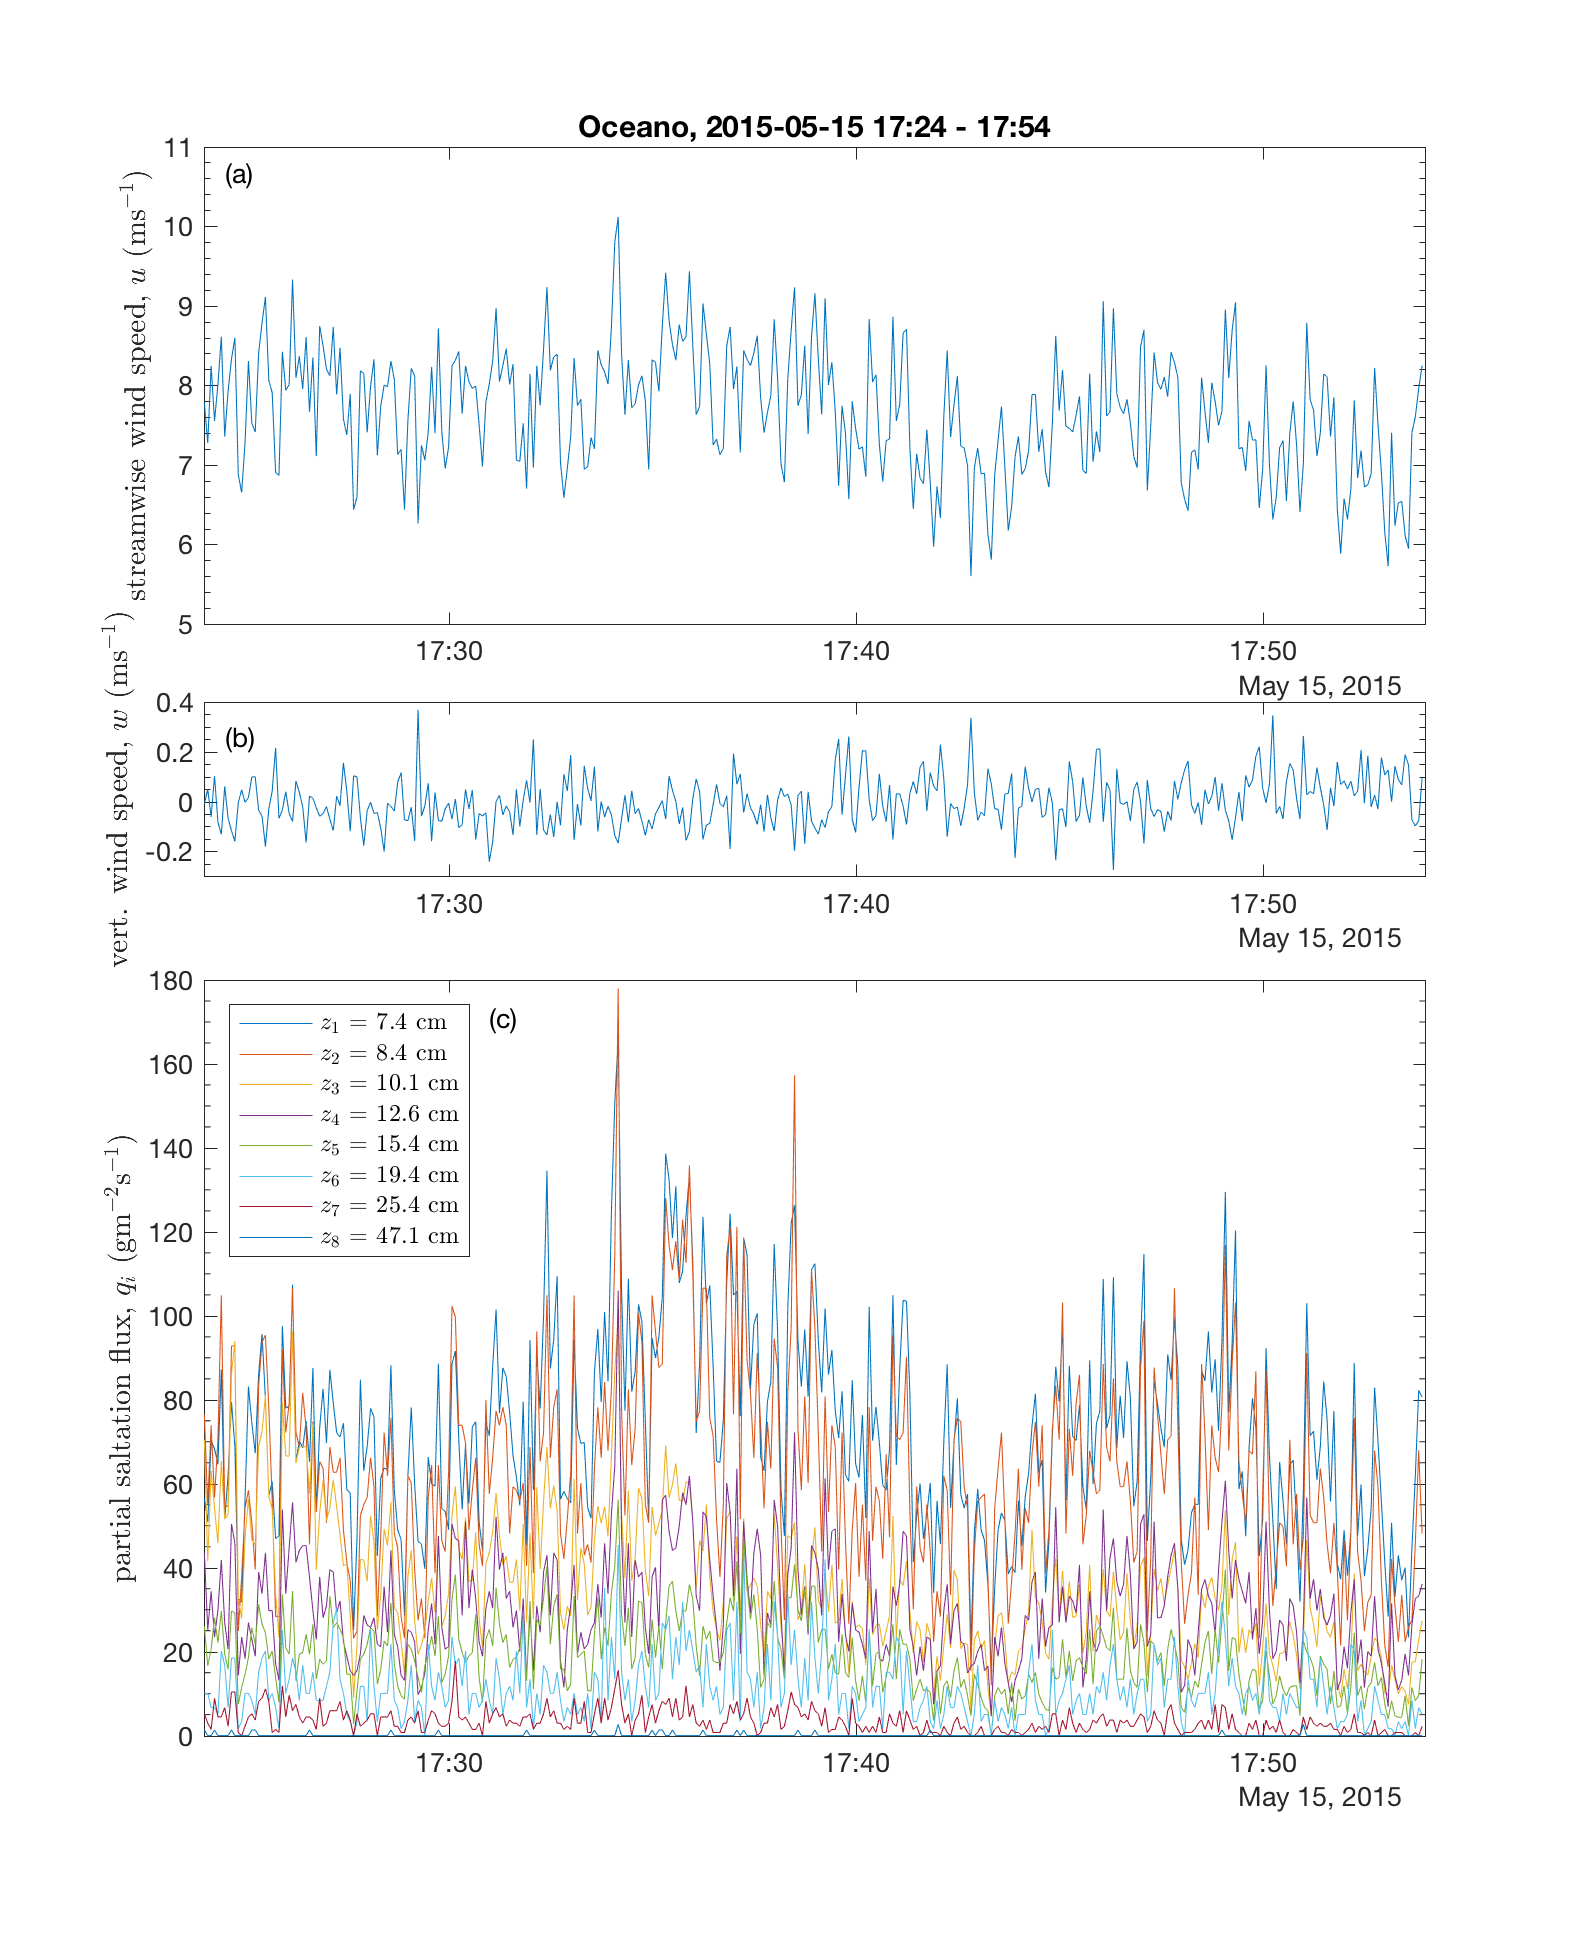 Oceano, 2015-05-15 17:24 - 17:54
(a)
streamwise wind speed, u (ms⁻¹)
11
10
9
8
7
6
5
17:30 17:40 17:50
May 15, 2015
(b)
vert. wind speed, w (ms⁻¹)
0.4
0.2
0
-0.2
17:30 17:40 17:50
May 15, 2015
(c)
partial saltation flux, qᵢ (gm⁻²s⁻¹)
180
160
140
120
100
80
60
40
20
0
z₁ = 7.4 cm
z₂ = 8.4 cm
z₃ = 10.1 cm
z₄ = 12.6 cm
z₅ = 15.4 cm
z₆ = 19.4 cm
z₇ = 25.4 cm
z₈ = 47.1 cm
17:30 17:40 17:50
May 15, 2015